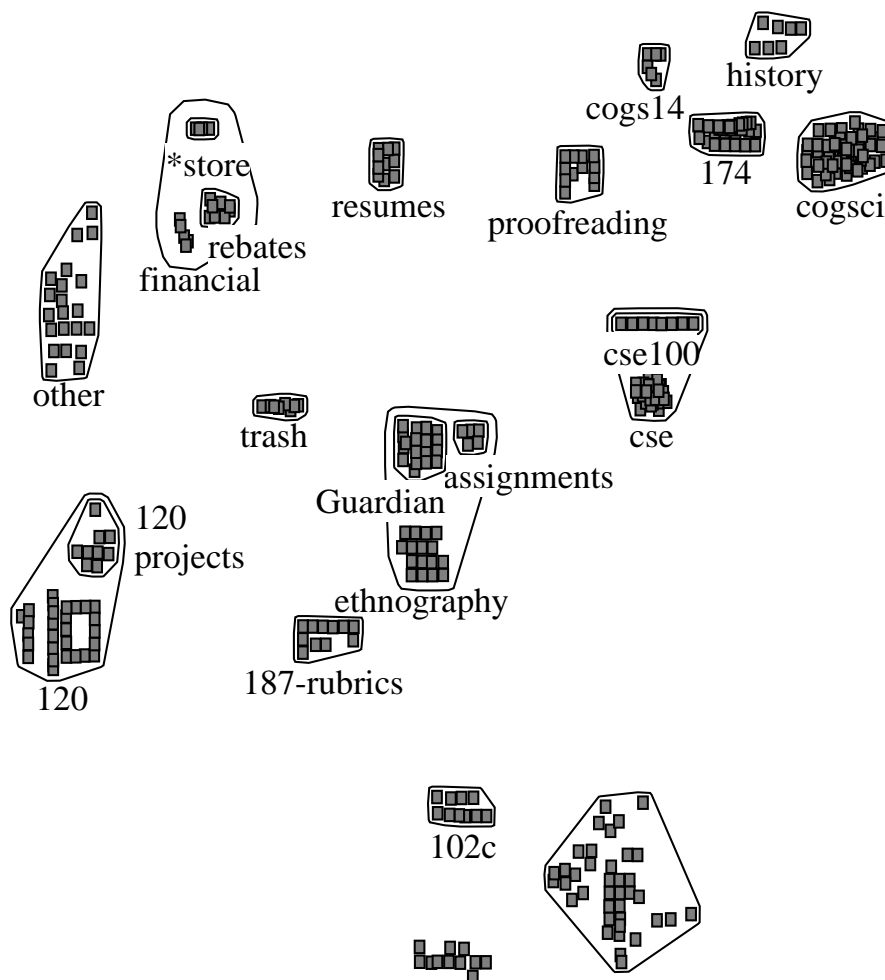 history
cogs14
*store
174
resumes
cogsci
proofreading
rebates
financial
cse100
other
trash
cse
assignments
Guardian
120
projects
ethnography
187-rubrics
120
102c